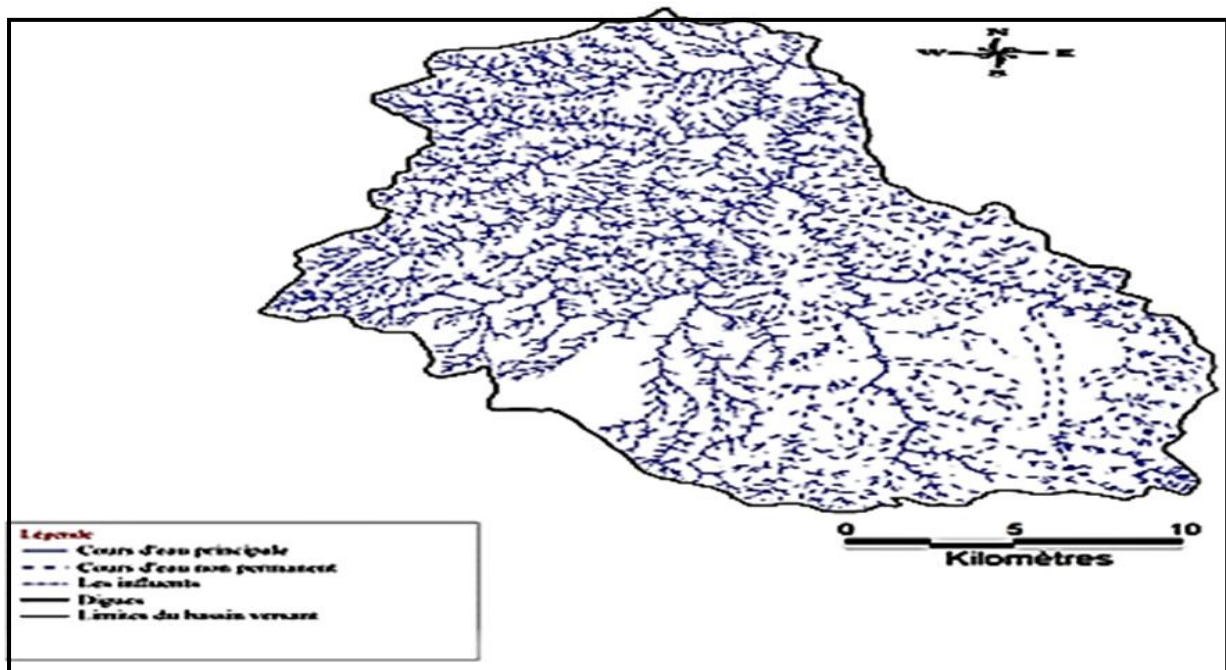 N
W E
S
0 5 10
Kilomètres
Légende
Cours d'eau principale
Cours d'eau non permanent
Les influents
Digues
Limites du bassin versant